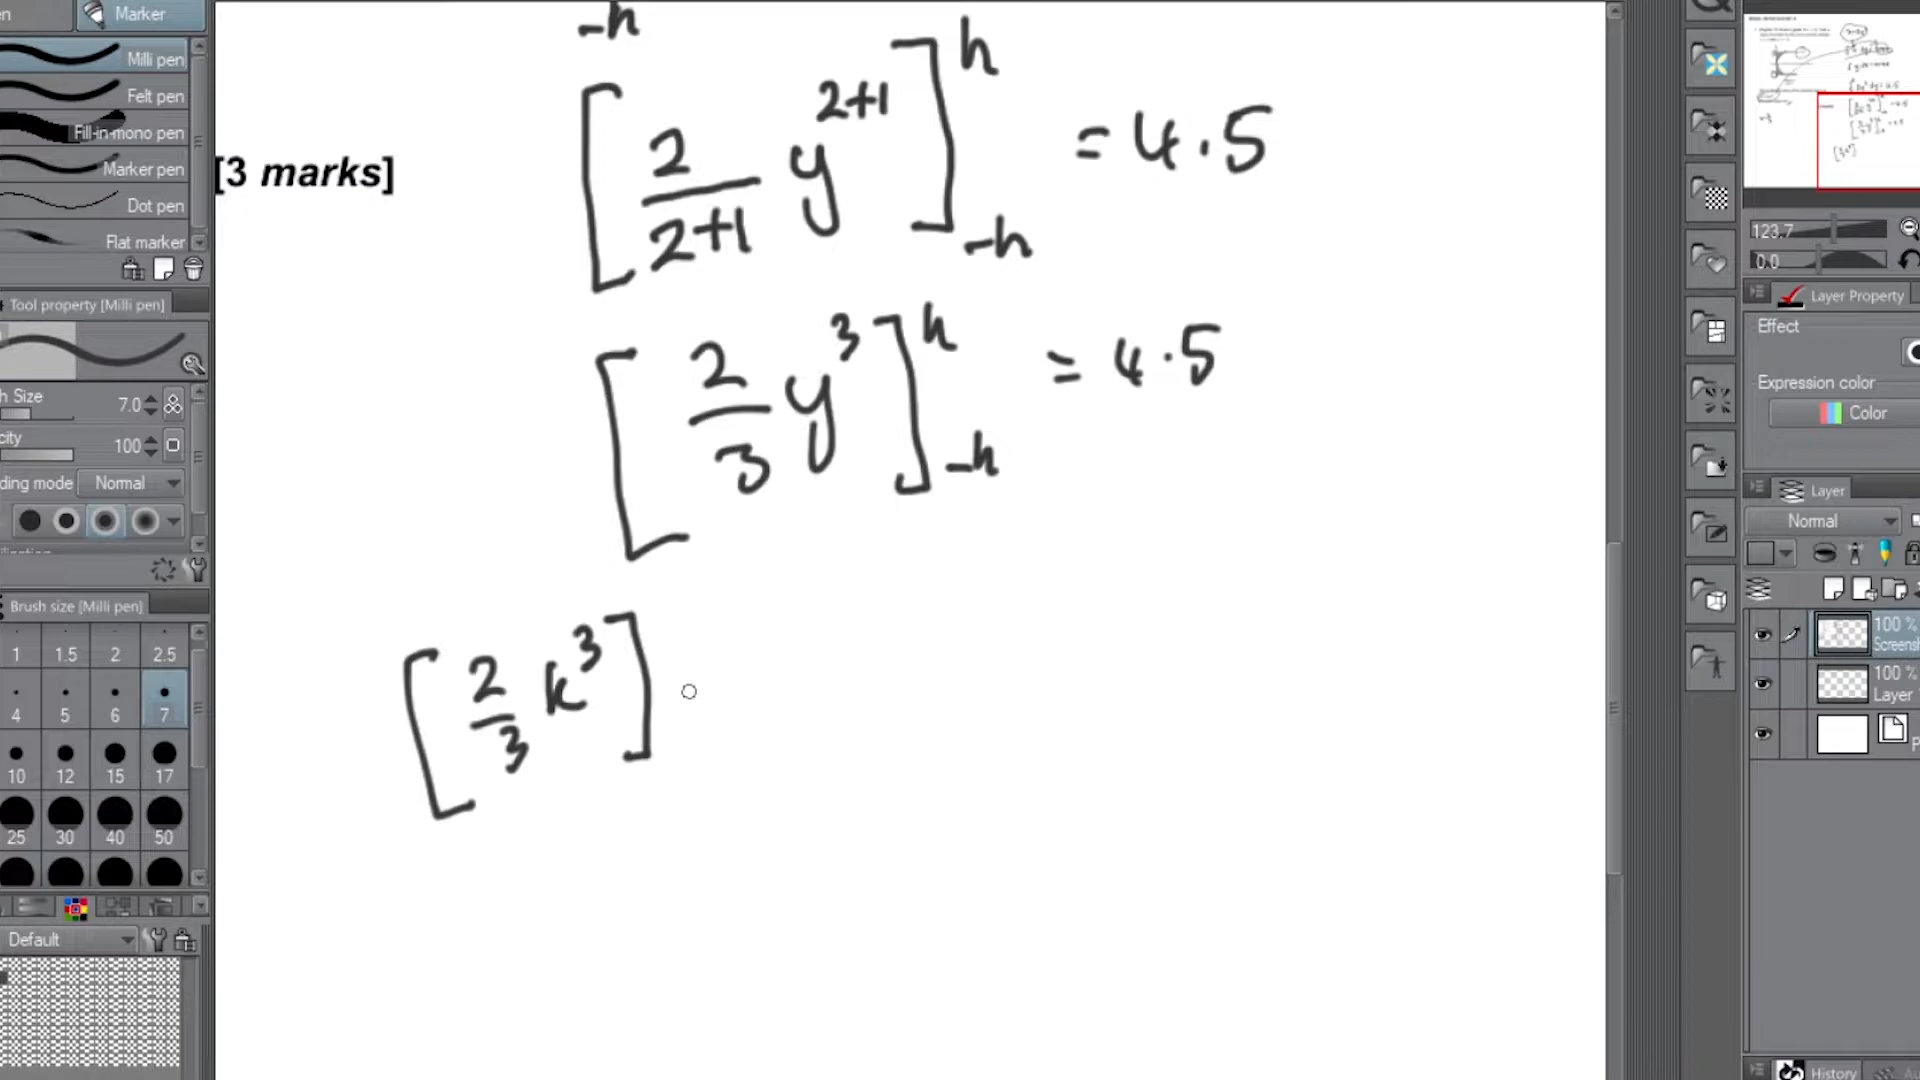 Marker
Milli pen
Felt pen
Fill-in-mono pen
Marker pen
Dot pen
Flat marker
Tool property [Milli pen]
Size
7.0
100
Normal
Brush size [Milli pen]
1 1.5 2 2.5
4 5 6 7
10 12 15 17
25 30 40 50
Default
-h
[2/2+1 y^2+1]^h_-h = 4.5
[3 marks]
[2/3 y^3]^h_-h = 4.5
[2/3 k^3]
123.7
0.0
Layer Property
Effect
Expression color
Color
Layer
Normal
100 %
Screensh
100 %
Layer
History